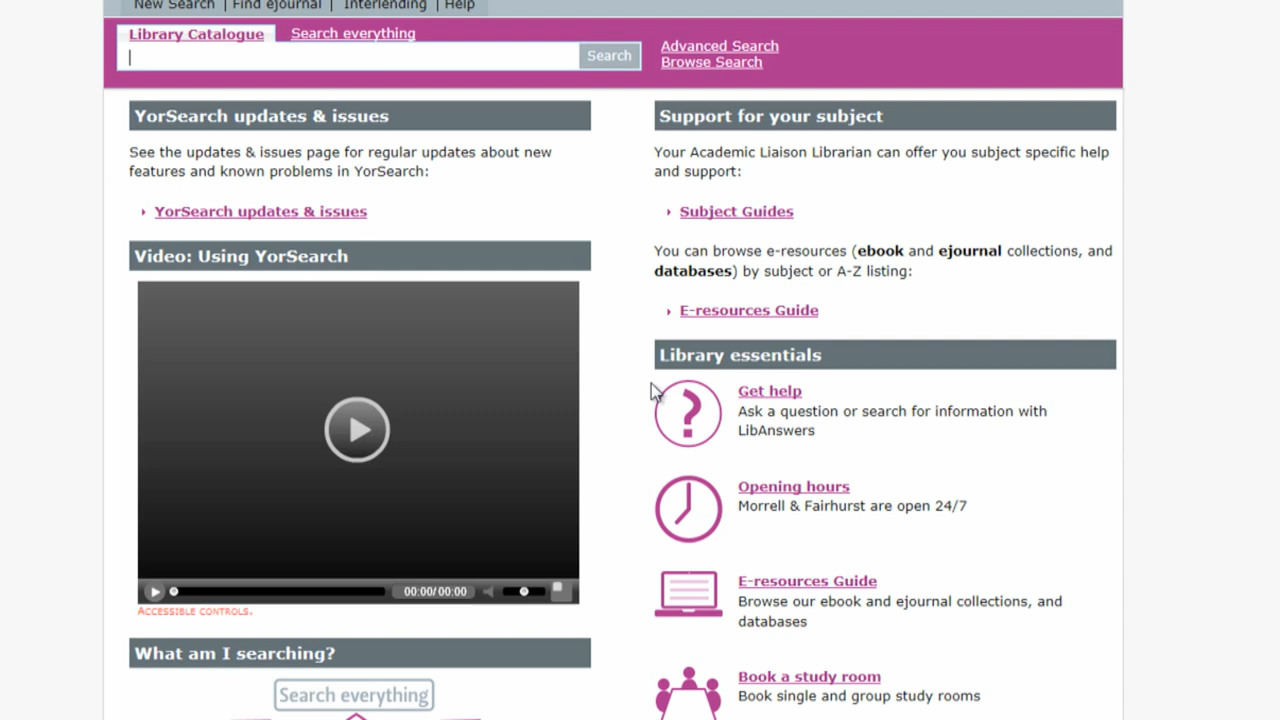 New Search | Find ejournal | Interlending | Help
Library Catalogue Search everything
Search
Advanced Search
Browse Search
YorSearch updates & issues
See the updates & issues page for regular updates about new
features and known problems in YorSearch:
YorSearch updates & issues
Video: Using YorSearch
00:00/00:00
Accessible controls.
What am I searching?
Search everything
Support for your subject
Your Academic Liaison Librarian can offer you subject specific help
and support:
Subject Guides
You can browse e-resources (ebook and ejournal collections, and
databases) by subject or A-Z listing:
E-resources Guide
Library essentials
?
Get help
Ask a question or search for information with
LibAnswers
Opening hours
Morrell & Fairhurst are open 24/7
E-resources Guide
Browse our ebook and ejournal collections, and
databases
Book a study room
Book single and group study rooms